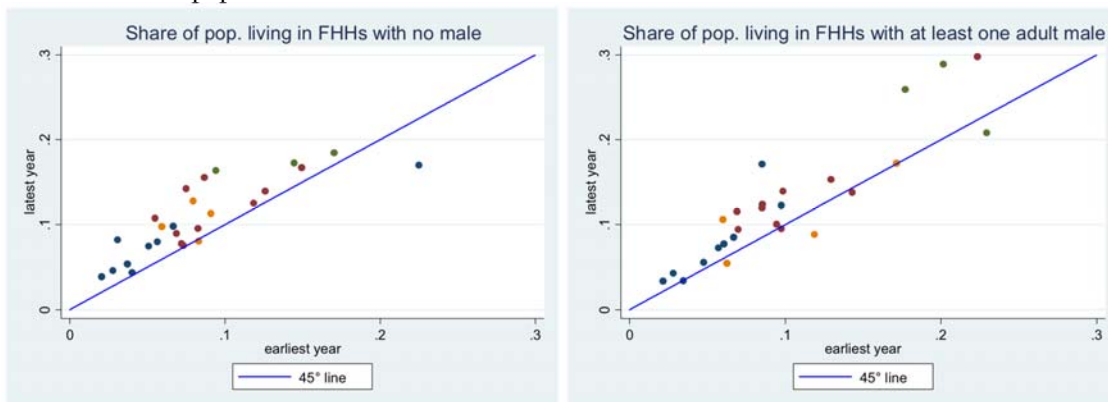 Share of pop. living in FHHs with no male
.3
.2
.1
0
latest year
0 .1 .2 .3
earliest year
45° line
Share of pop. living in FHHs with at least one adult male
.3
.2
.1
0
latest year
0 .1 .2 .3
earliest year
45° line